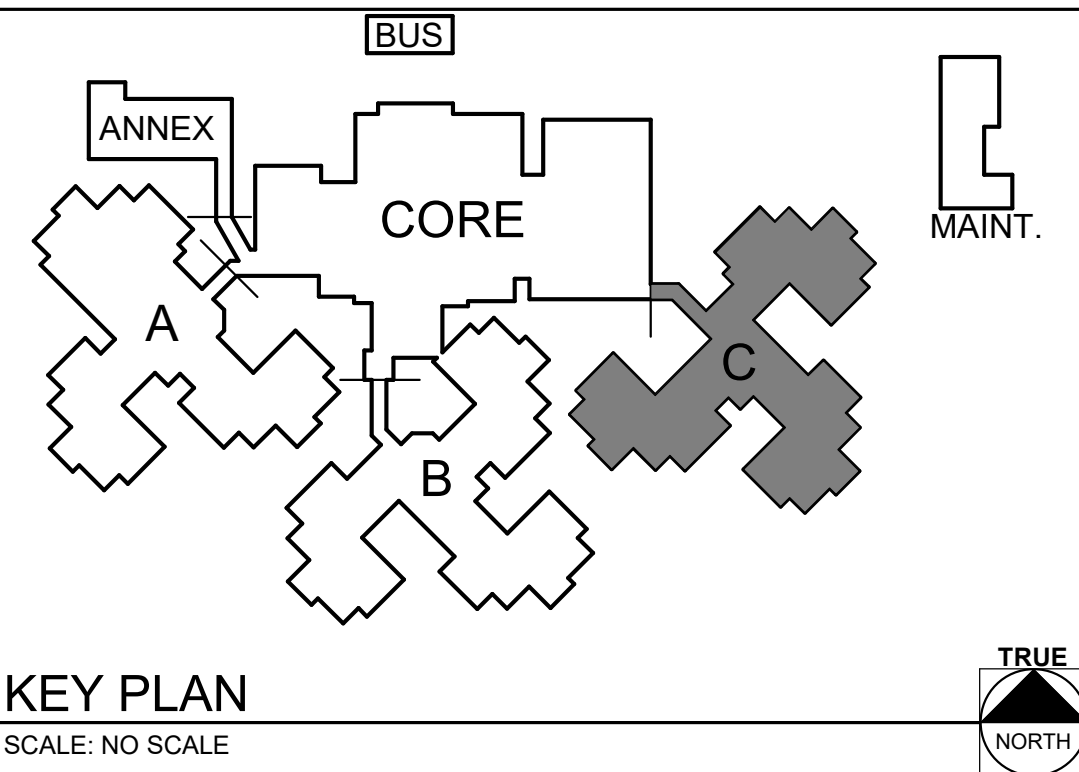 BUS
ANNEX
CORE
MAINT.
A
C
B
TRUE
KEY PLAN
NORTH
SCALE: NO SCALE